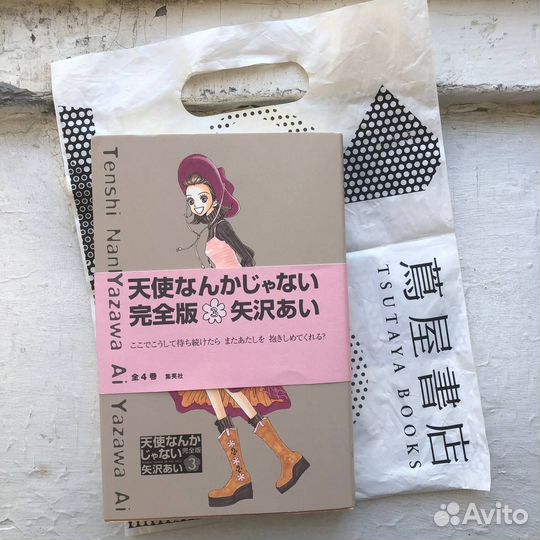 Tenshi Nan
Yazawa Ai Yazawa Ai
天使なんかじゃない
完全版 3 矢沢あい
ここでこうして待ち続けたら またあたしを 抱きしめてくれる?
全4巻 集英社
天使なんか
じゃない 完全版
矢沢あい 3
蔦屋書店
TSUTAYA BOOKS
Avito